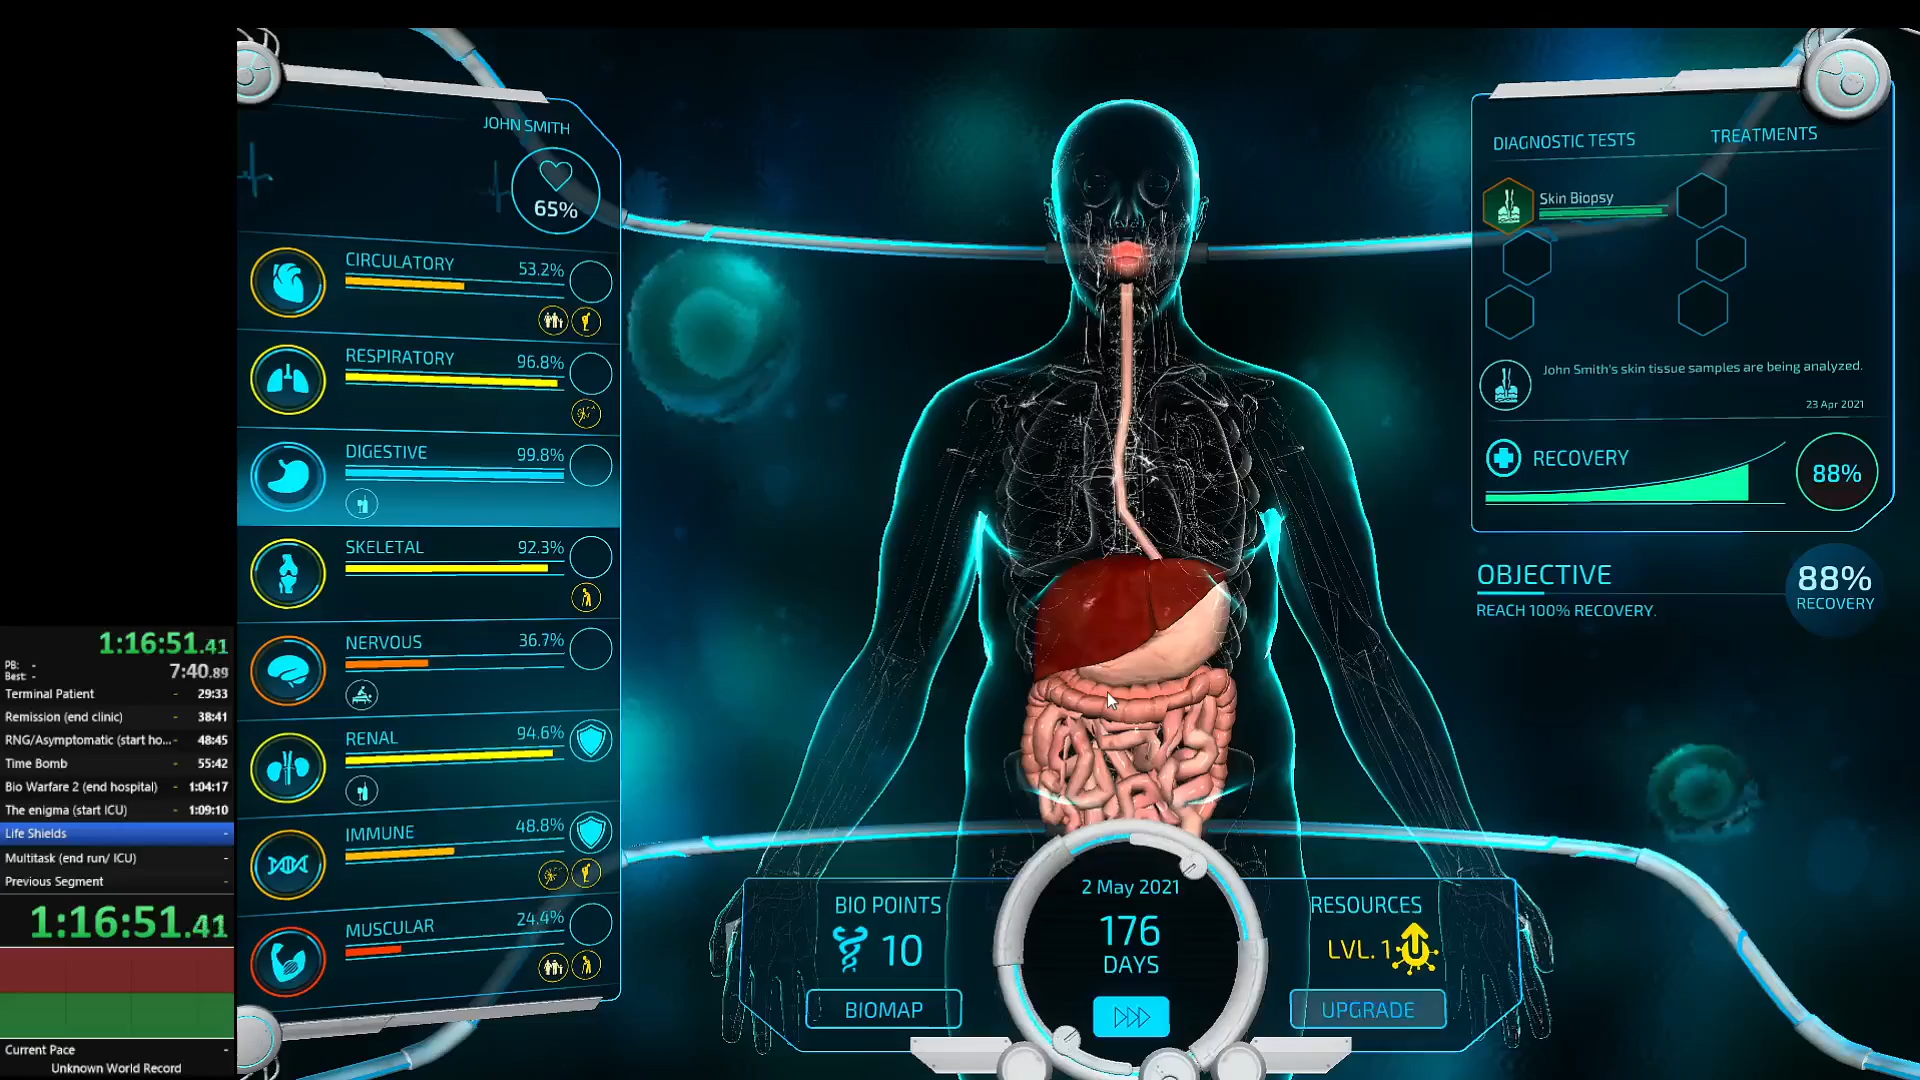 JOHN SMITH
65%
CIRCULATORY 53.2%
RESPIRATORY 96.8%
DIGESTIVE 99.8%
SKELETAL 92.3%
NERVOUS 36.7%
RENAL 94.6%
IMMUNE 48.8%
MUSCULAR 24.4%
DIAGNOSTIC TESTS TREATMENTS
Skin Biopsy
John Smith's skin tissue samples are being analyzed.
23 Apr 2021
RECOVERY 88%
OBJECTIVE
REACH 100% RECOVERY.
88%
RECOVERY
BIO POINTS
10
BIOMAP
2 May 2021
176
DAYS
RESOURCES
LVL. 1
UPGRADE
1:16:51.41
PB: -
Best: -
7:40.89
Terminal Patient - 29:33
Remission (end clinic) - 38:41
RNG/Asymptomatic (start ho... - 48:45
Time Bomb - 55:42
Bio Warfare 2 (end hospital) - 1:04:17
The enigma (start ICU) - 1:09:10
Life Shields -
Multitask (end run/ ICU) -
Previous Segment -
1:16:51.41
Current Pace -
Unknown World Record